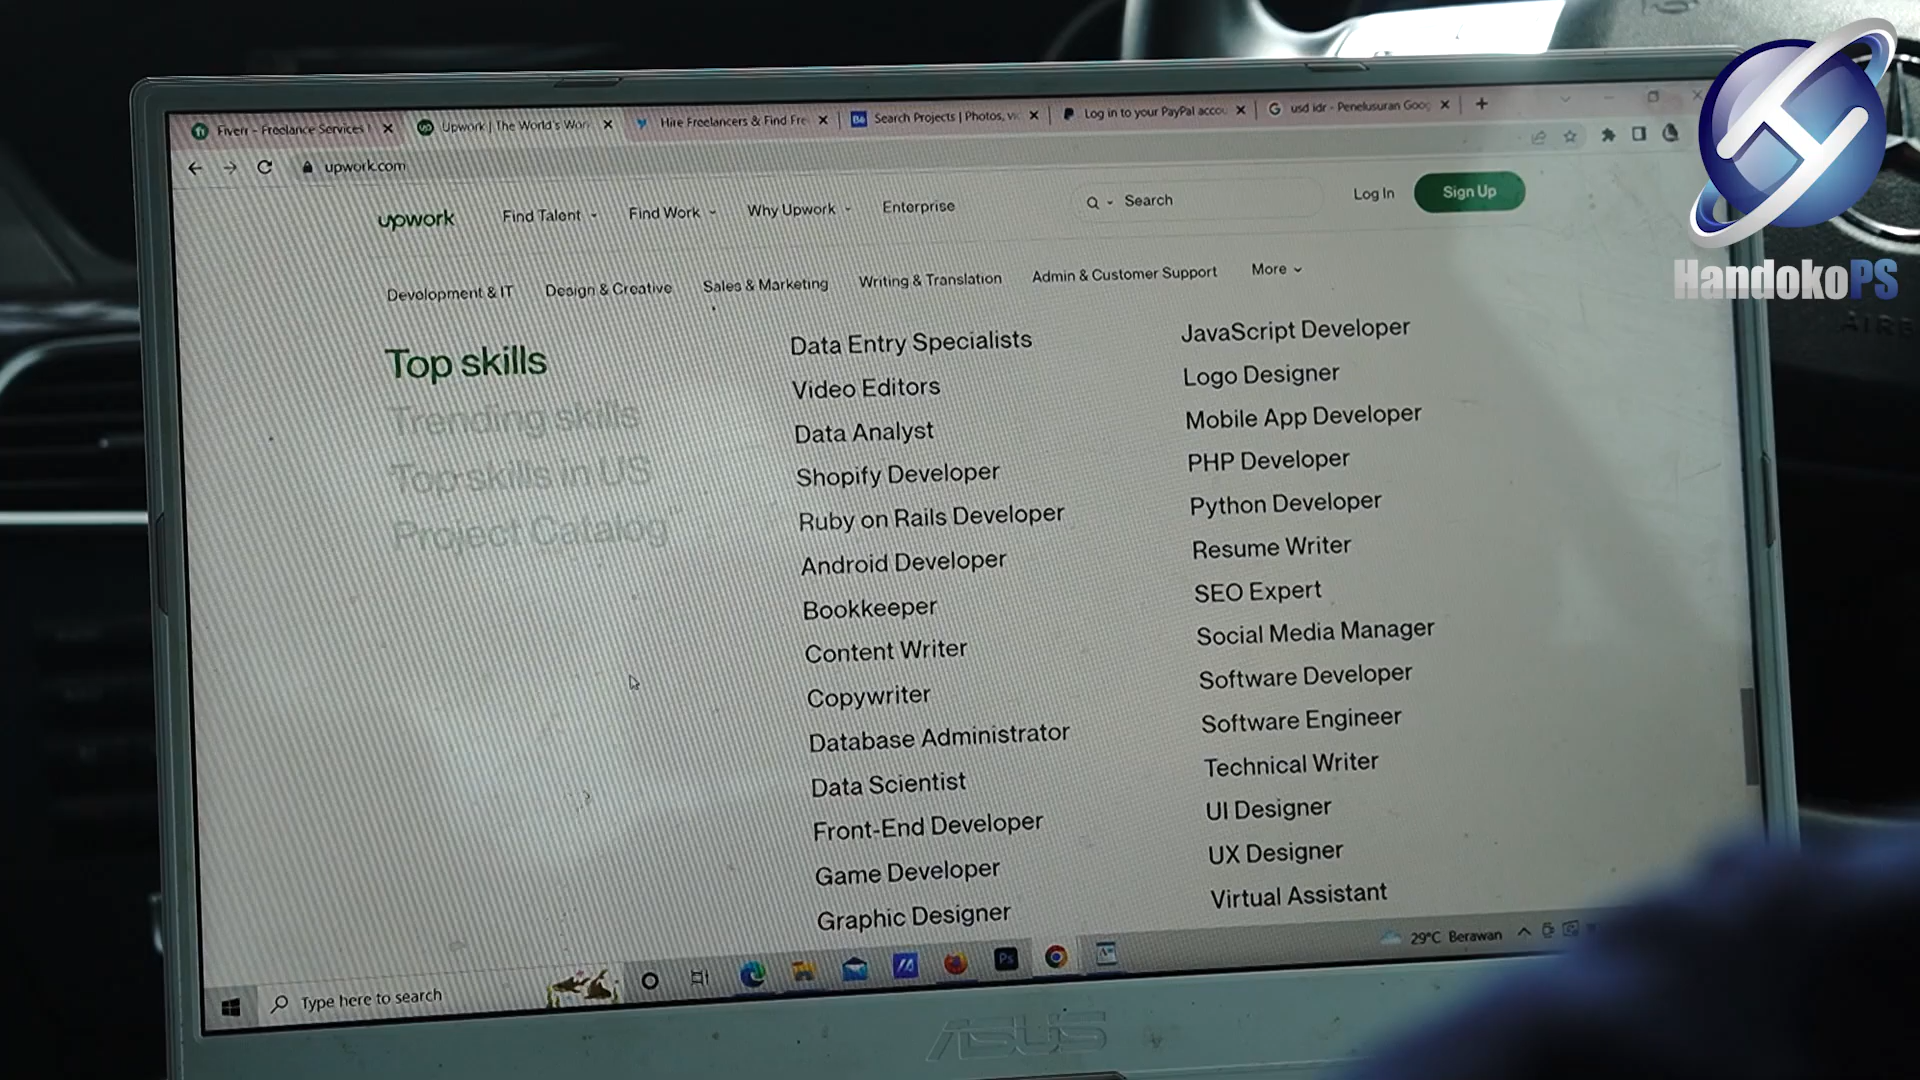 Fiverr - Freelance Services
Upwork | The World's Wor
Hire Freelancers & Find Fre
Search Projects | Photos, vi
Log in to your PayPal accou
usd idr - Penelusuran Goog
upwork.com
upwork
Find Talent
Find Work
Why Upwork
Enterprise
Search
Log In
Sign Up
Development & IT
Design & Creative
Sales & Marketing
Writing & Translation
Admin & Customer Support
More
Top skills
Trending skills
Top skills in US
Project Catalog™
Data Entry Specialists
Video Editors
Data Analyst
Shopify Developer
Ruby on Rails Developer
Android Developer
Bookkeeper
Content Writer
Copywriter
Database Administrator
Data Scientist
Front-End Developer
Game Developer
Graphic Designer
JavaScript Developer
Logo Designer
Mobile App Developer
PHP Developer
Python Developer
Resume Writer
SEO Expert
Social Media Manager
Software Developer
Software Engineer
Technical Writer
UI Designer
UX Designer
Virtual Assistant
Type here to search
Ps
29°C Berawan
ASUS
HandokoPS